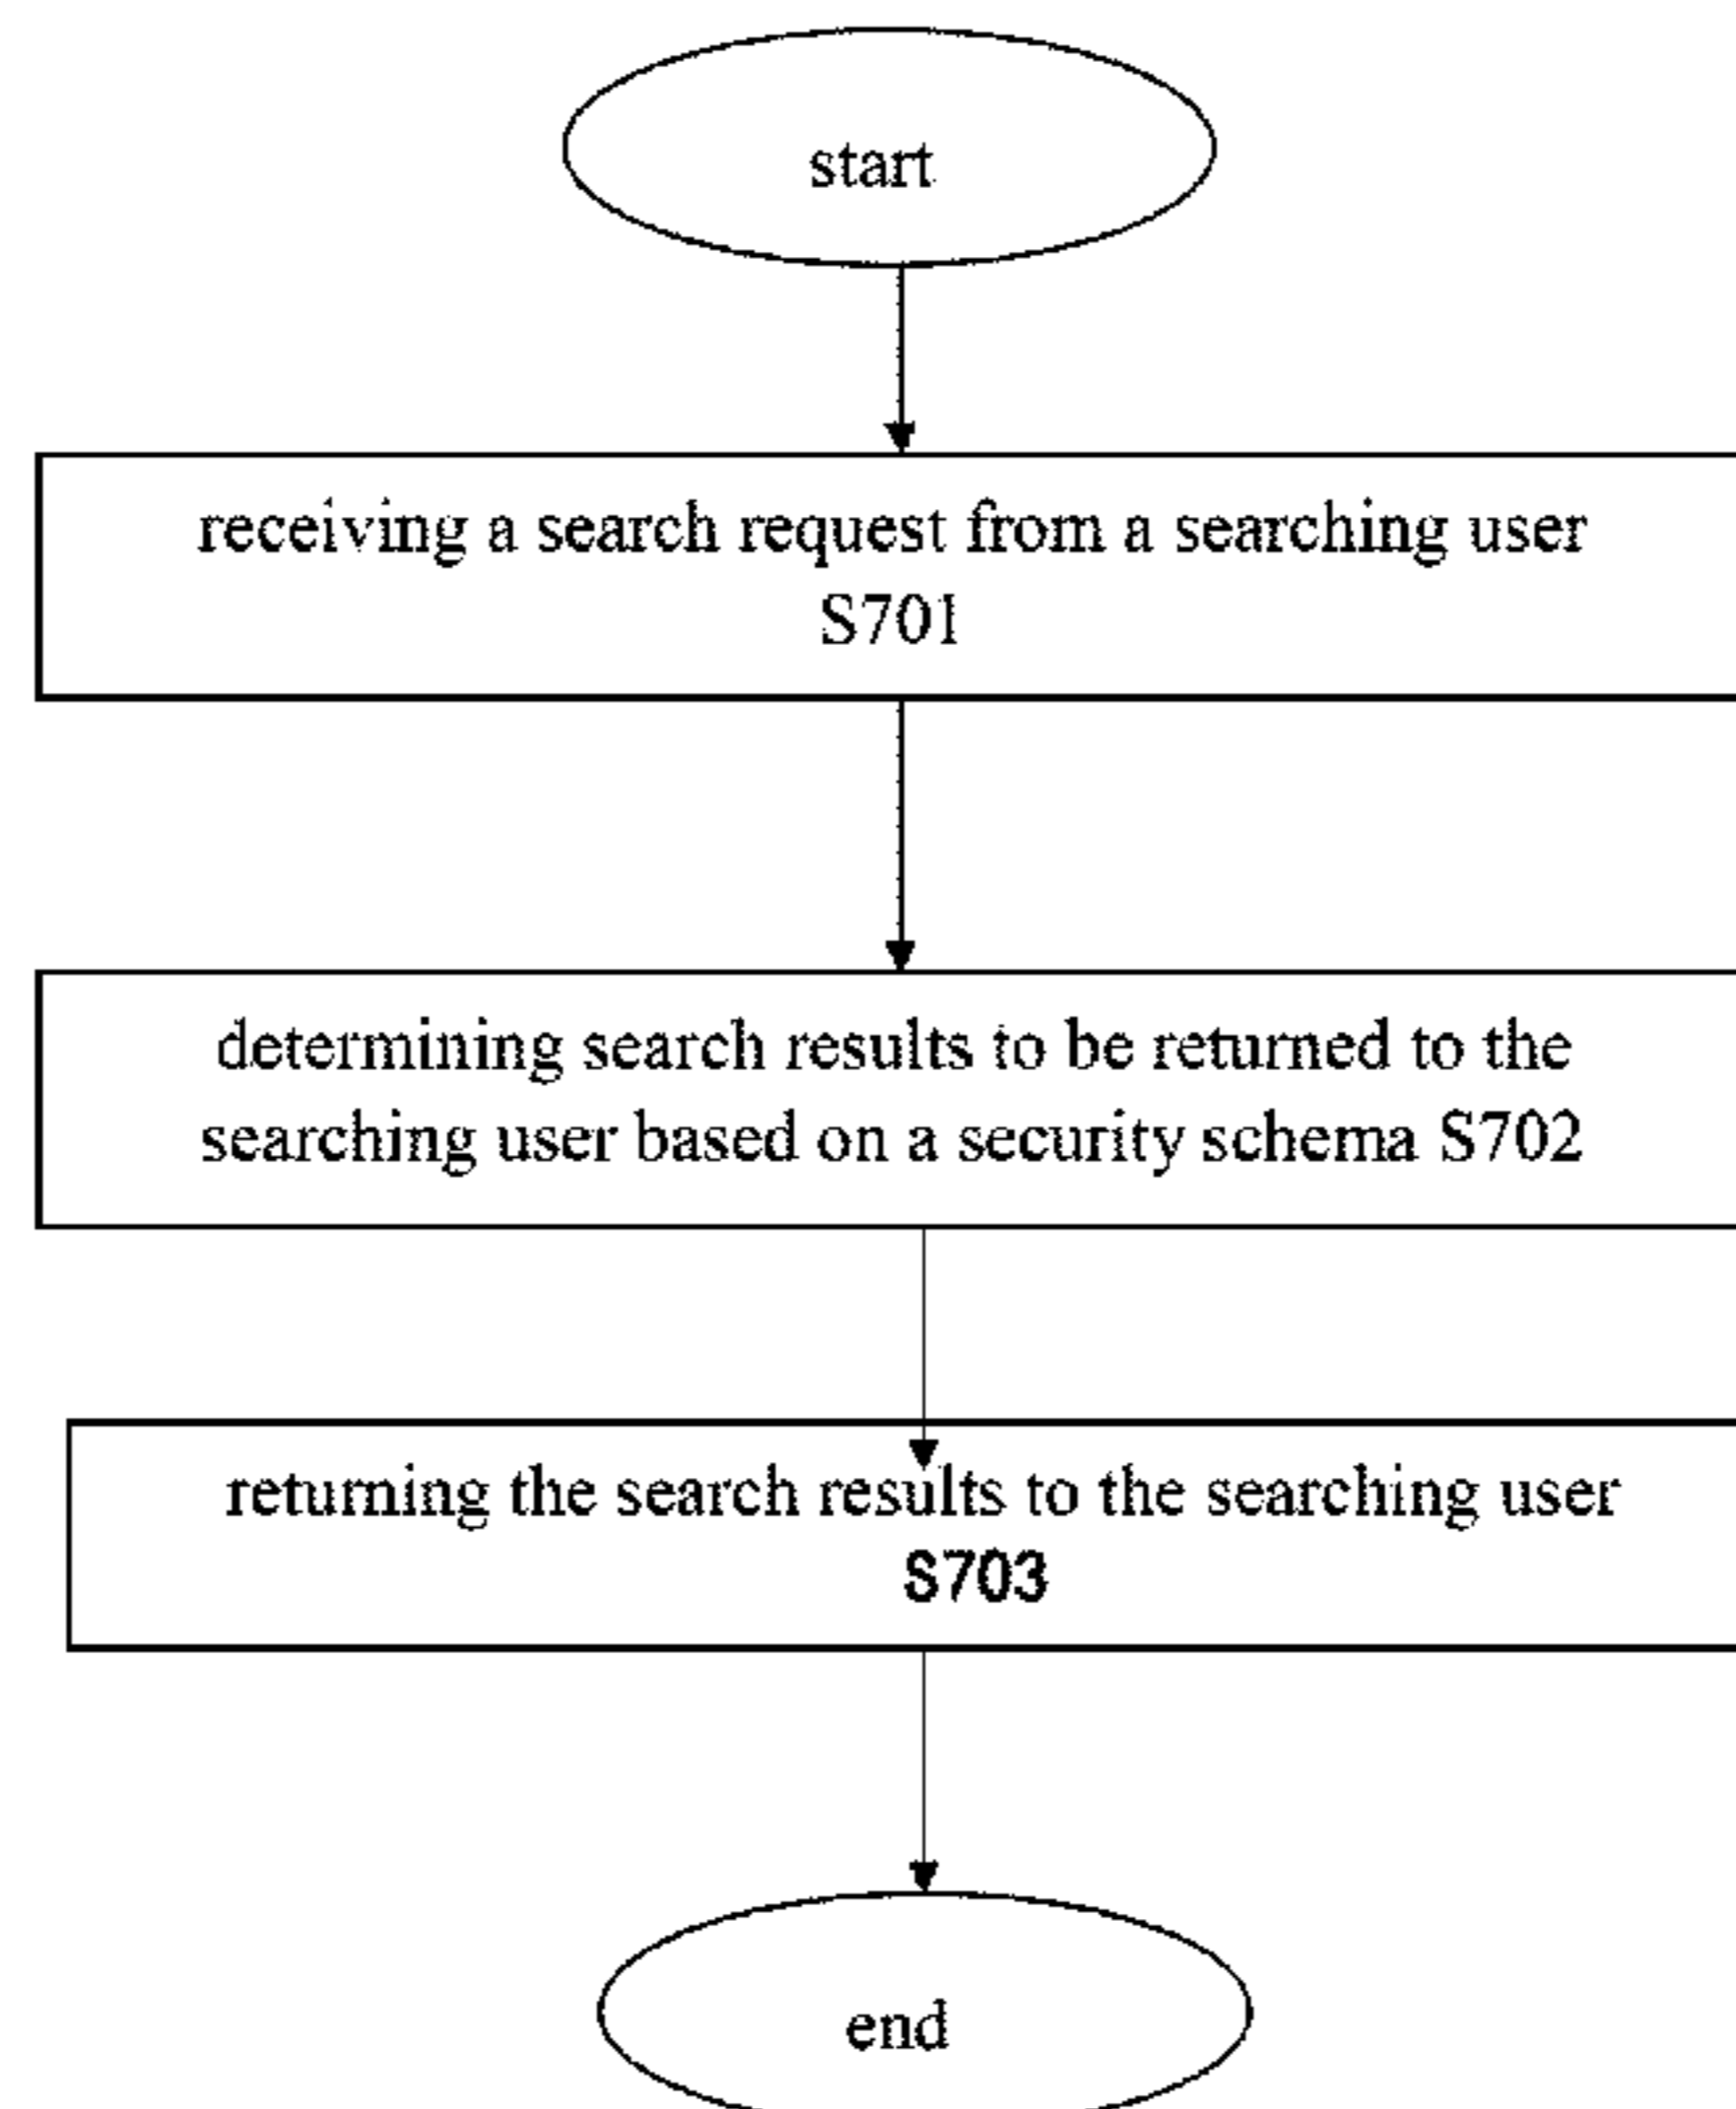 start
receiving a search request from a searching user
S701
determining search results to be returned to the
searching user based on a security schema S702
returning the search results to the searching user
S703
end